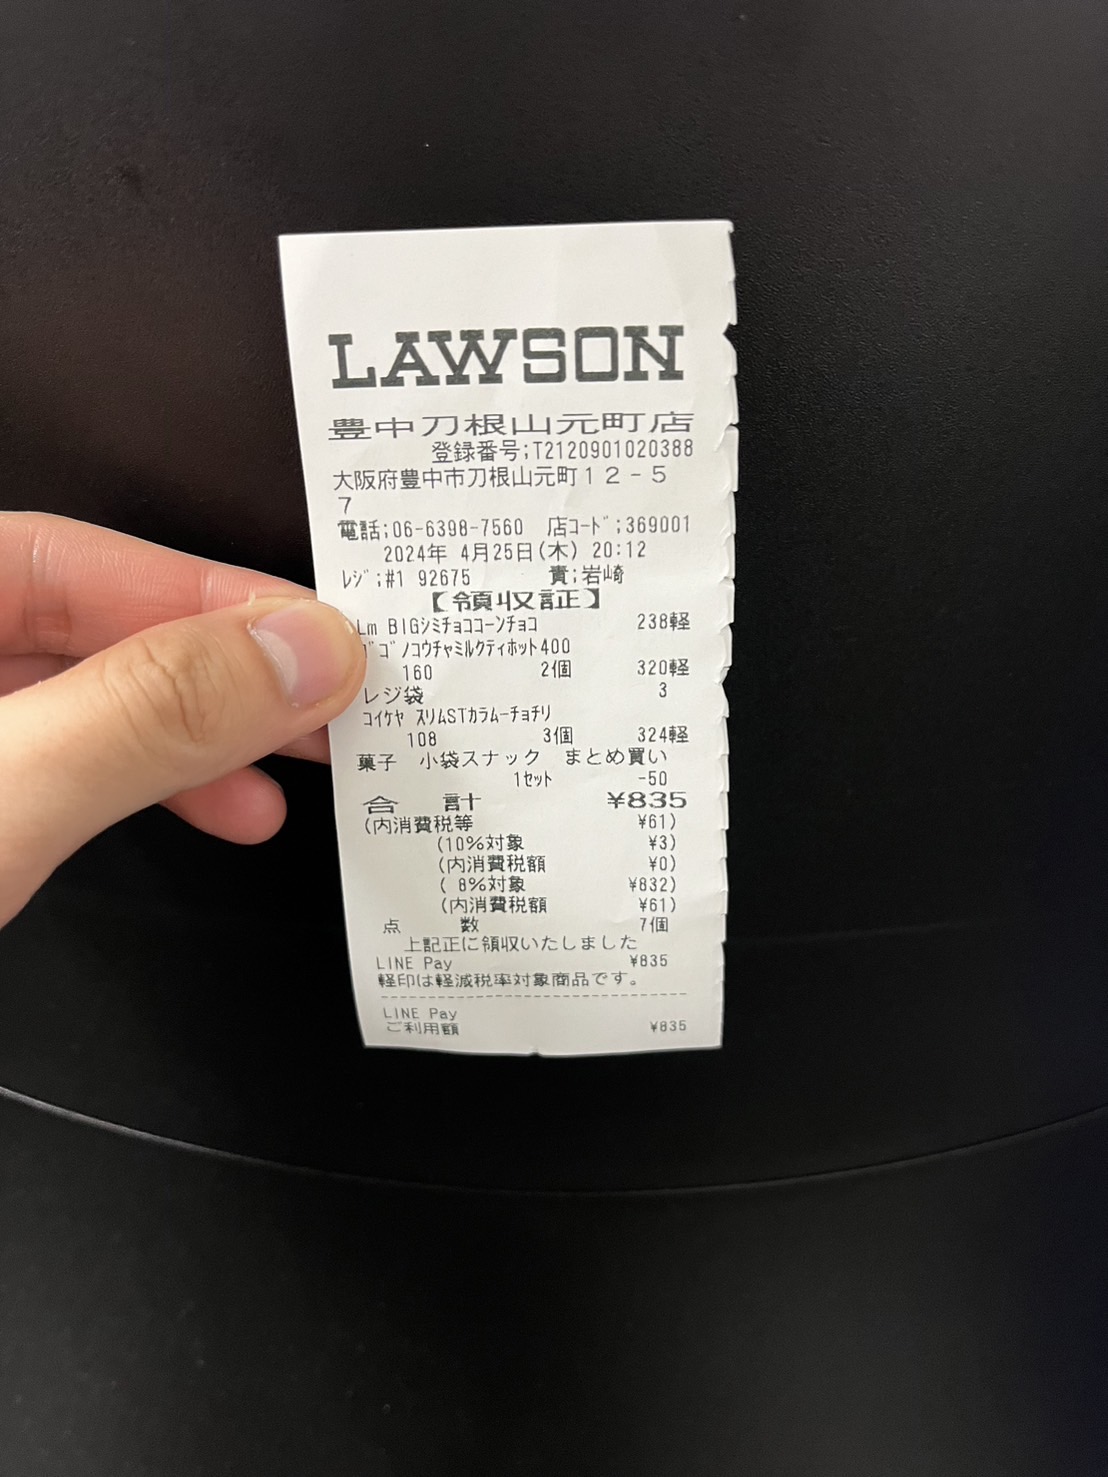 LAWSON
豊中刀根山元町店
登録番号;T2120901020388
大阪府豊中市刀根山元町12-5
7
電話;06-6398-7560 店コード;369001
2024年 4月25日(木) 20:12
レジ;#1 92675 責;岩崎
【領収証】
Lm BIGシミチョココーンチョコ 238軽
ゴノコウチャミルクティホット400
160 2個 320軽
レジ袋 3
コイケヤ スリムSTカラムーチョチリ
108 3個 324軽
菓子 小袋スナック まとめ買い
1セット -50
合 計 ¥835
(内消費税等 ¥61)
(10%対象 ¥3)
(内消費税額 ¥0)
( 8%対象 ¥832)
(内消費税額 ¥61)
点 数 7個
上記正に領収いたしました
LINE Pay ¥835
軽印は軽減税率対象商品です。
LINE Pay
ご利用額 ¥835